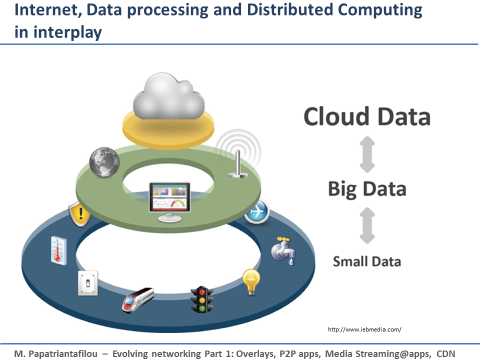 Internet, Data processing and Distributed Computing
in interplay
Cloud Data
Big Data
Small Data
http://www.iebmedia.com/
M. Papatriantafilou – Evolving networking Part 1: Overlays, P2P apps, Media Streaming@apps, CDN